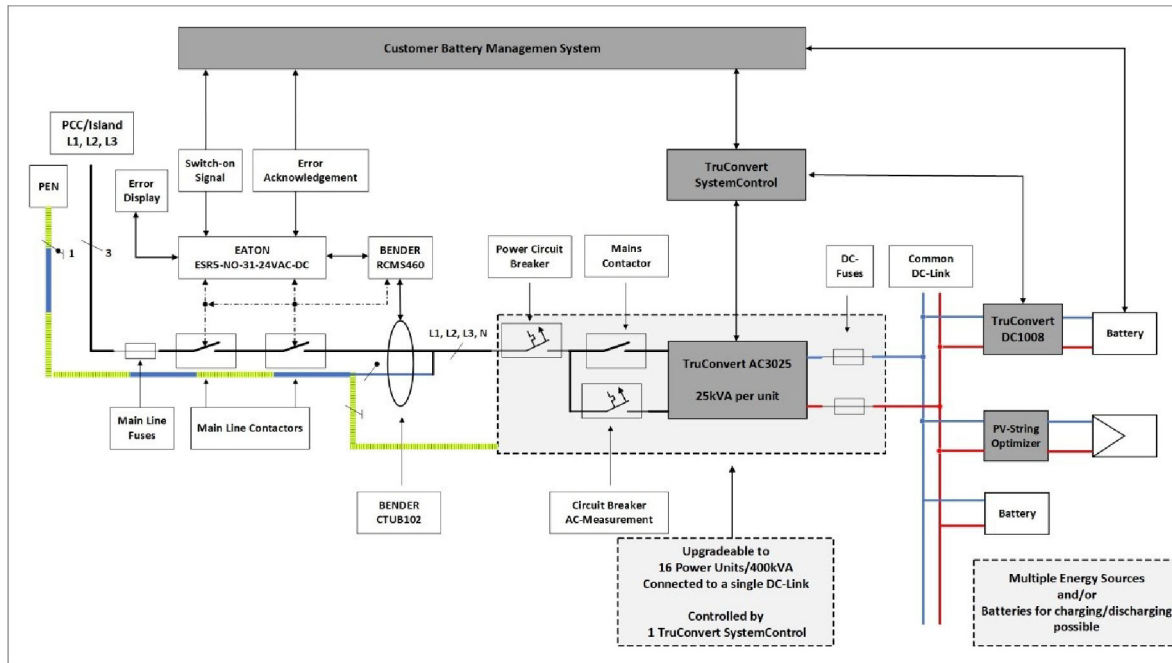 Customer Battery Managemen System
PCC/Island
L1, L2, L3
PEN
Error
Display
Switch-on
Signal
Error
Acknowledgement
TruConvert
SystemControl
1
3
EATON
ESR5-NO-31-24VAC-DC
BENDER
RCMS460
Power Circuit
Breaker
Mains
Contactor
DC-
Fuses
Common
DC-Link
L1, L2, L3, N
TruConvert
DC1008
Battery
TruConvert AC3025
25kVA per unit
Main Line
Fuses
Main Line Contactors
PV-String
Optimizer
BENDER
CTUB102
Circuit Breaker
AC-Measurement
Battery
Upgradeable to
16 Power Units/400kVA
Connected to a single DC-Link
Controlled by
1 TruConvert SystemControl
Multiple Energy Sources
and/or
Batteries for charging/discharging
possible